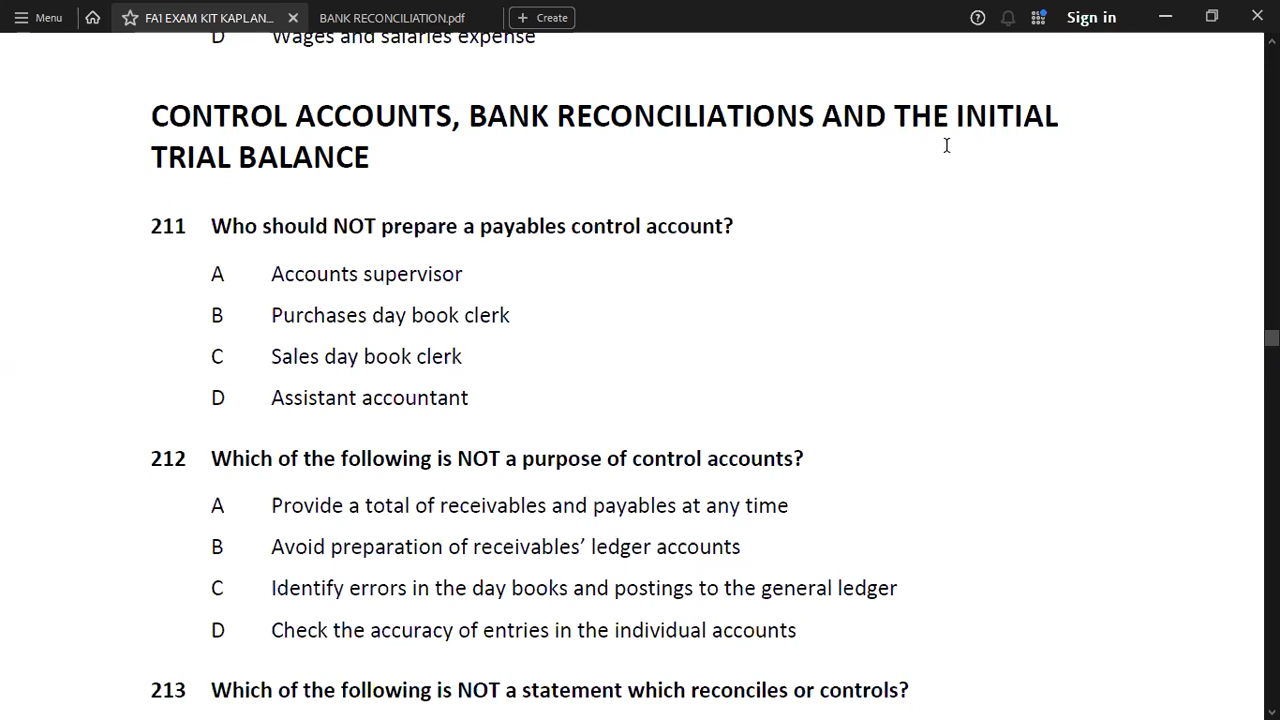 Menu
FA1 EXAM KIT KAPLAN...
BANK RECONCILIATION.pdf
Create
Sign in
D Wages and salaries expense
CONTROL ACCOUNTS, BANK RECONCILIATIONS AND THE INITIAL
TRIAL BALANCE
211 Who should NOT prepare a payables control account?
A Accounts supervisor
B Purchases day book clerk
C Sales day book clerk
D Assistant accountant
212 Which of the following is NOT a purpose of control accounts?
A Provide a total of receivables and payables at any time
B Avoid preparation of receivables’ ledger accounts
C Identify errors in the day books and postings to the general ledger
D Check the accuracy of entries in the individual accounts
213 Which of the following is NOT a statement which reconciles or controls?